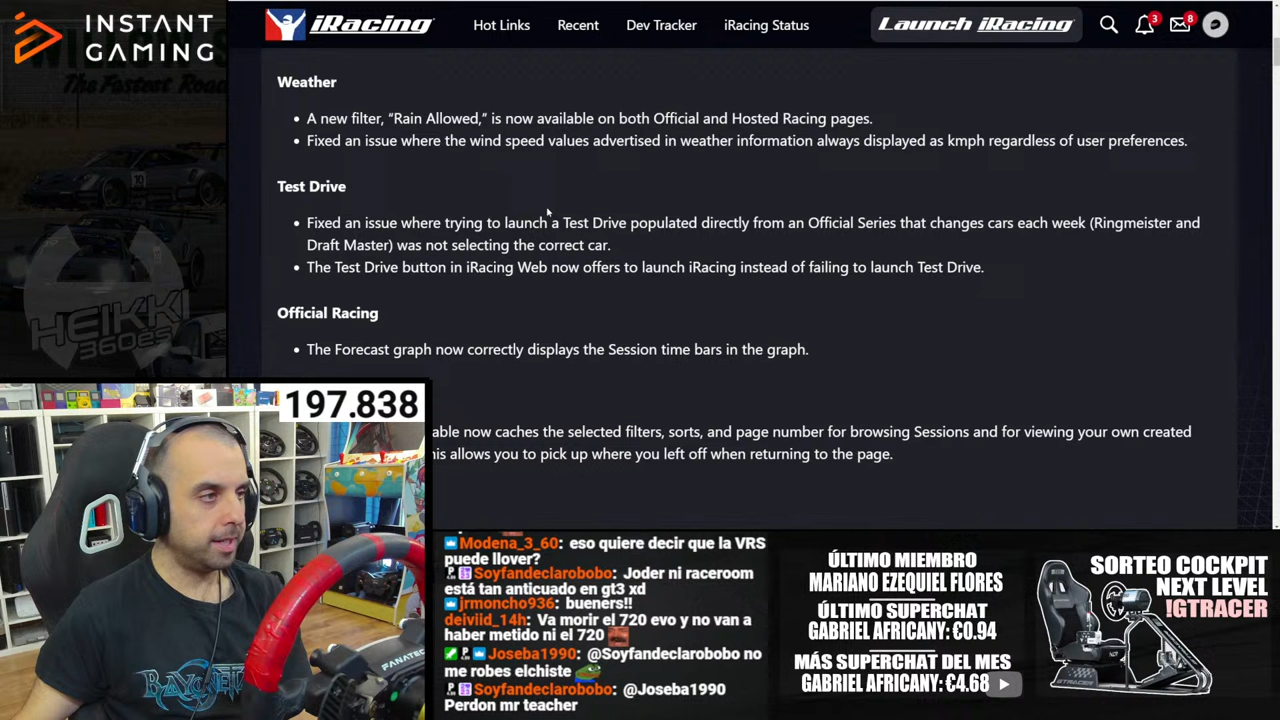 INSTANT
GAMING
iRacing
Hot Links
Recent
Dev Tracker
iRacing Status
Launch iRacing
3
8
Weather
• A new filter, “Rain Allowed,” is now available on both Official and Hosted Racing pages.
• Fixed an issue where the wind speed values advertised in weather information always displayed as kmph regardless of user preferences.
Test Drive
• Fixed an issue where trying to launch a Test Drive populated directly from an Official Series that changes cars each week (Ringmeister and
Draft Master) was not selecting the correct car.
• The Test Drive button in iRacing Web now offers to launch iRacing instead of failing to launch Test Drive.
Official Racing
• The Forecast graph now correctly displays the Session time bars in the graph.
able now caches the selected filters, sorts, and page number for browsing Sessions and for viewing your own created
his allows you to pick up where you left off when returning to the page.
The Fastest Road
HEIKKI
360ES
197.838
BAYONETTA
FANATEC
Modena_3_60: eso quiere decir que la VRS
puede llover?
Soyfandeclarobobo: Joder ni raceroom
está tan anticuado en gt3 xd
jrmoncho936: bueners!!
deiviid_14h: Va morir el 720 evo y no van a
haber metido ni el 720
Joseba1990: @Soyfandeclarobobo no
me robes elchiste
Soyfandeclarobobo: @Joseba1990
Perdon mr teacher
ÚLTIMO MIEMBRO
MARIANO EZEQUIEL FLORES
ÚLTIMO SUPERCHAT
GABRIEL AFRICANY: €0.94
MÁS SUPERCHAT DEL MES
GABRIEL AFRICANY: €4.68
SORTEO COCKPIT
NEXT LEVEL
!GTRACER
GTRACER